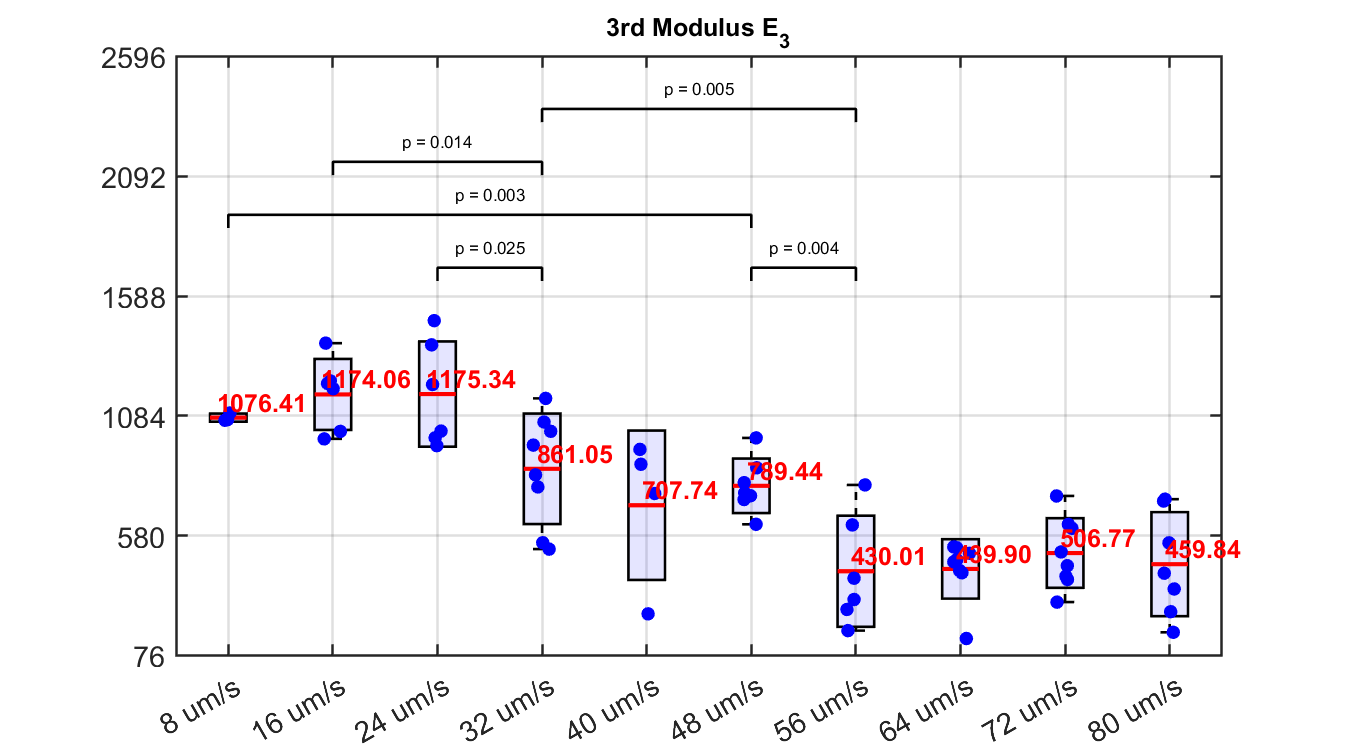 3rd Modulus E3
2596
2092
1588
1084
580
76
p = 0.005
p = 0.014
p = 0.003
p = 0.025
p = 0.004
1076.41
1174.06
1175.34
861.05
707.74
789.44
430.01
439.90
506.77
459.84
8 um/s
16 um/s
24 um/s
32 um/s
40 um/s
48 um/s
56 um/s
64 um/s
72 um/s
80 um/s